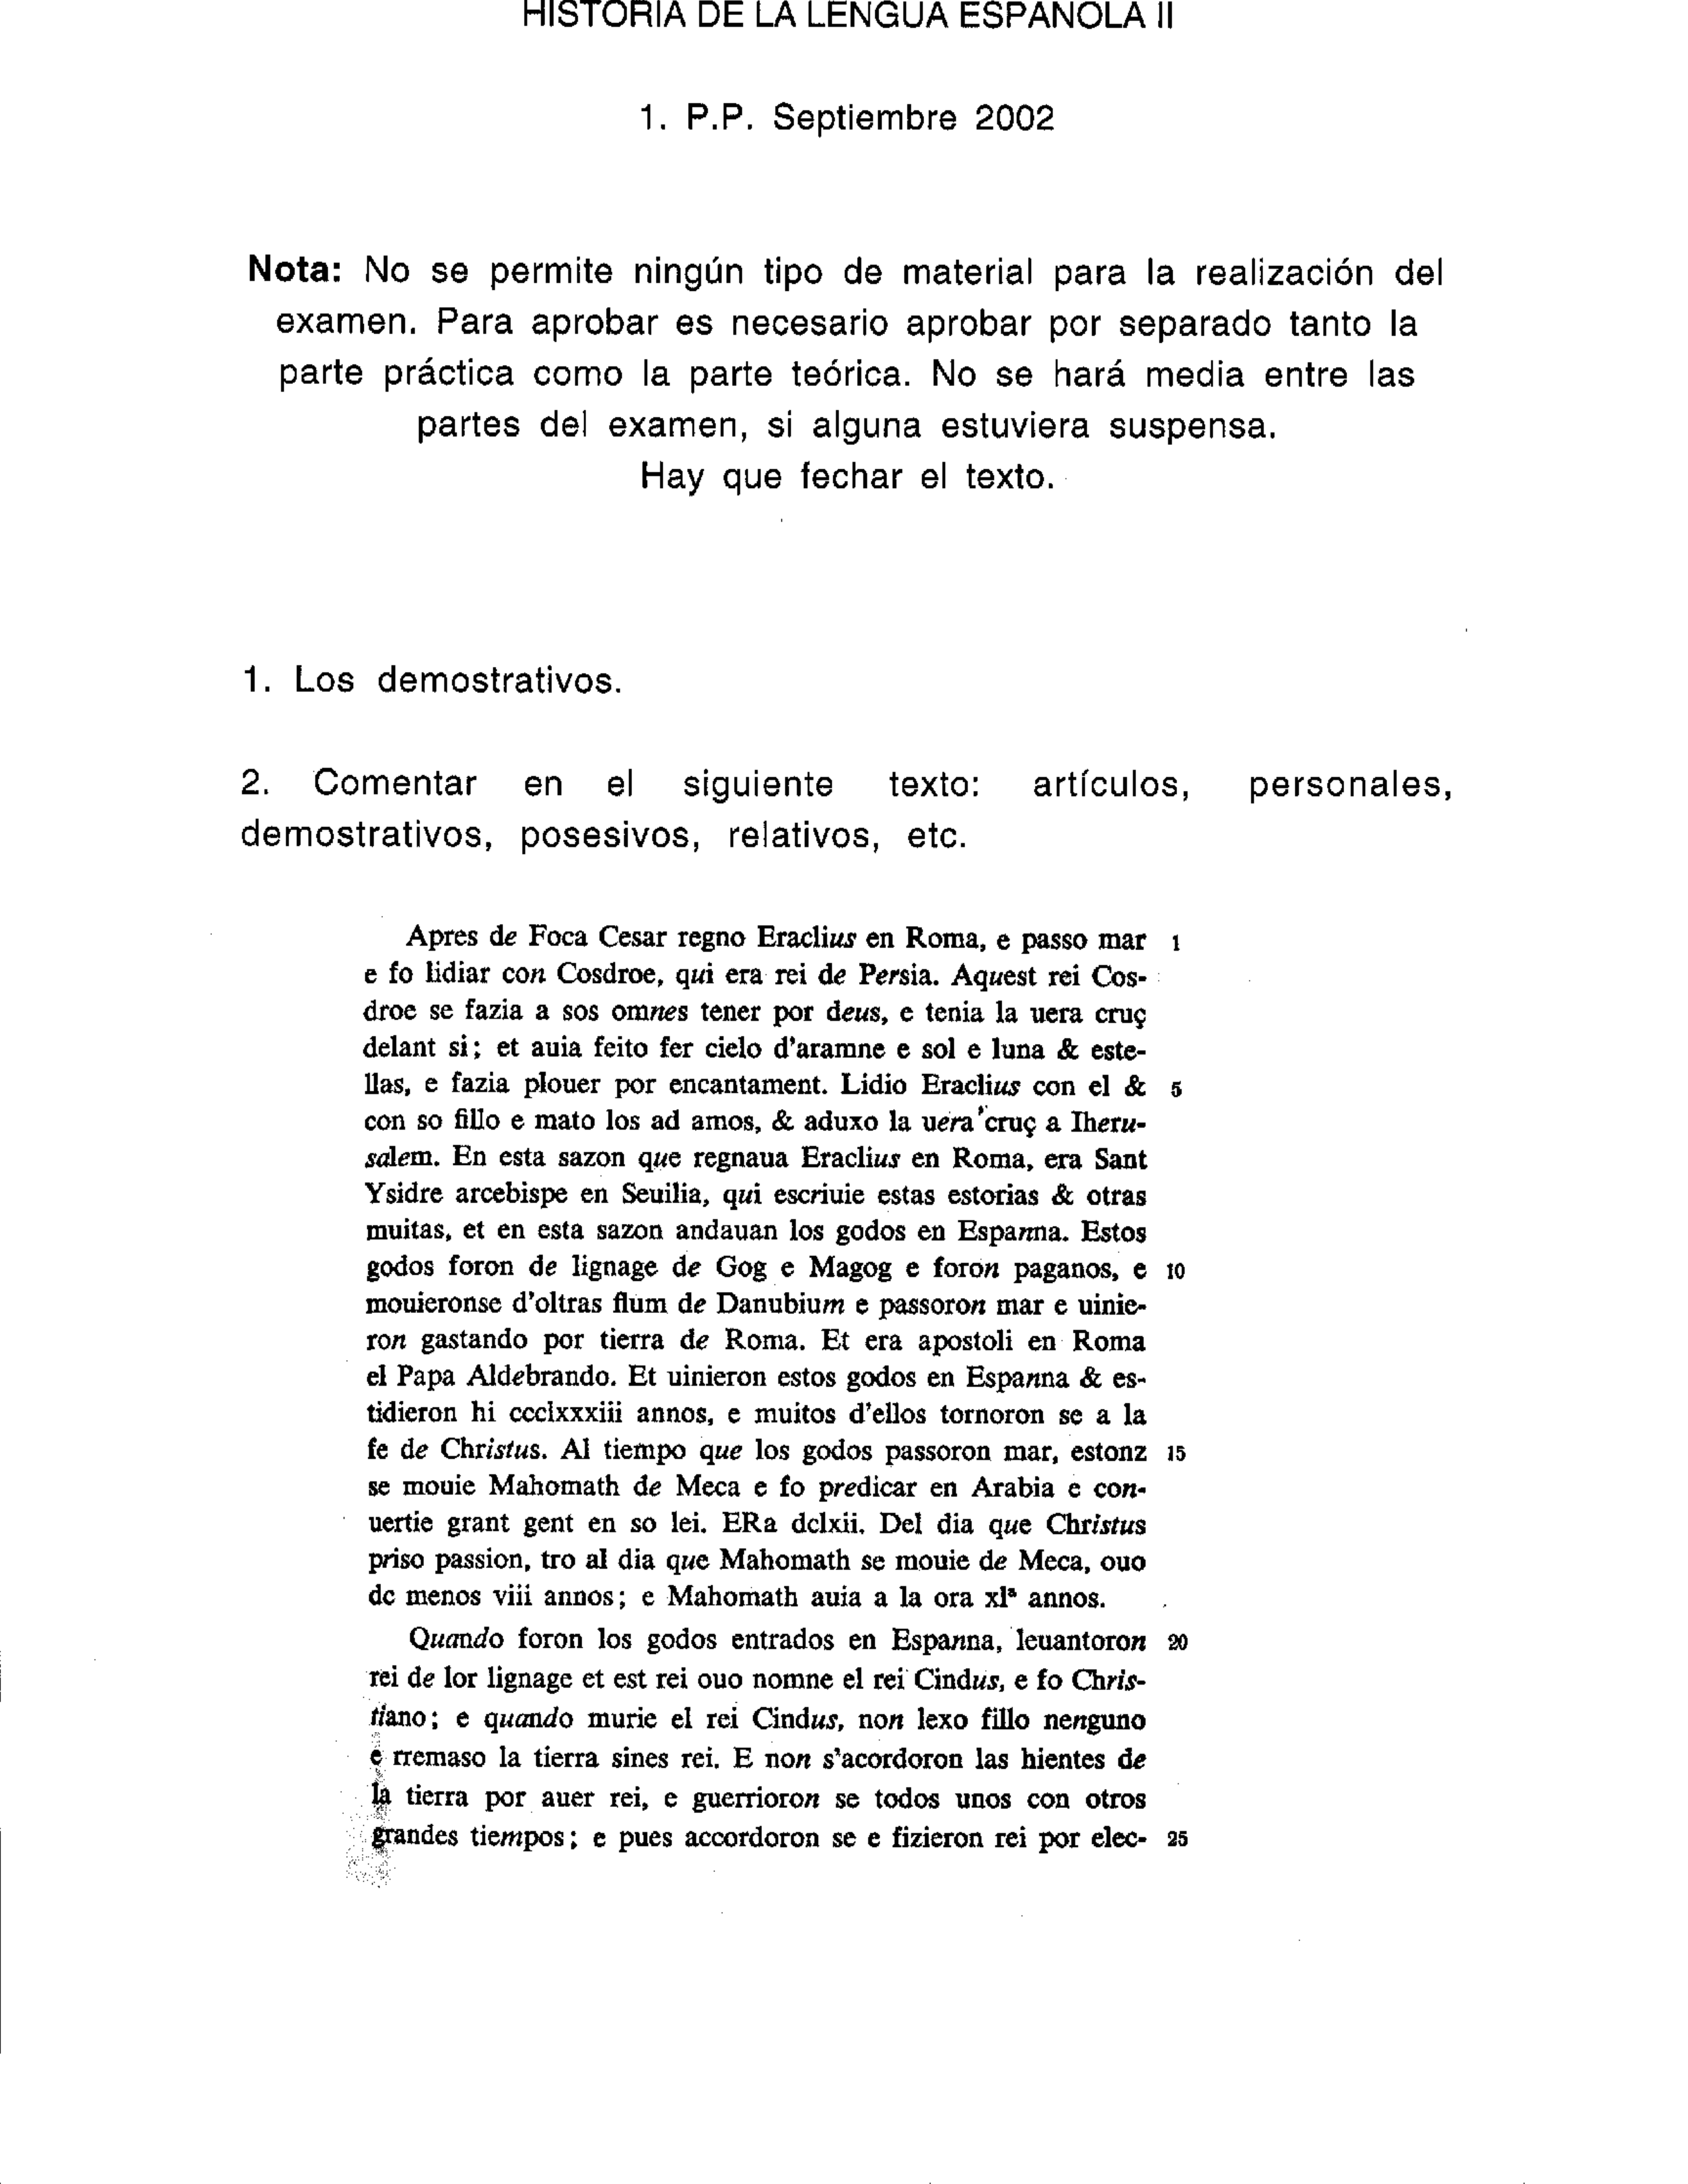 HISTORIA DE LA LENGUA ESPAÑOLA II
1. P.P. Septiembre 2002
Nota: No se permite ningún tipo de material para la realización del
examen. Para aprobar es necesario aprobar por separado tanto la
parte práctica como la parte teórica. No se hará media entre las
partes del examen, si alguna estuviera suspensa.
Hay que fechar el texto.
1. Los demostrativos.
2. Comentar en el siguiente texto: artículos, personales,
demostrativos, posesivos, relativos, etc.
Apres de Foca Cesar regno Eraclius en Roma, e passo mar 1
e fo lidiar con Cosdroe, qui era rei de Persia. Aquest rei Cos-
droe se fazia a sos omnes tener por deus, e tenia la uera cruç
delant si; et auia feito fer cielo d'aramne e sol e luna & este-
llas, e fazia plouer por encantament. Lidio Eraclius con el & 5
con so fillo e mato los ad amos, & aduxo la uera cruç a Iheru-
salem. En esta sazon que regnaua Eraclius en Roma, era Sant
Ysidre arcebispe en Seuilia, qui escriuie estas estorias & otras
muitas, et en esta sazon andauan los godos en Espanna. Estos
godos foron de lignage de Gog e Magog e foron paganos, e 10
mouieronse d'oltras flum de Danubium e passoron mar e uinie-
ron gastando por tierra de Roma. Et era apostoli en Roma
el Papa Aldebrando. Et uinieron estos godos en Espanna & es-
tidieron hi ccclxxxiii annos, e muitos d'ellos tornoron se a la
fe de Christus. Al tiempo que los godos passoron mar, estonz 15
se mouie Mahomath de Meca e fo predicar en Arabia e con-
uertie grant gent en so lei. ERa dclxii. Del dia que Christus
priso passion, tro al dia que Mahomath se mouie de Meca, ouo
de menos viii annos; e Mahomath auia a la ora xlª annos.
Quando foron los godos entrados en Espanna, leuantoron 20
rei de lor lignage et est rei ouo nomne el rei Cindus, e fo Chris-
tiano; e quando murie el rei Cindus, non lexo fillo nenguno
e rremaso la tierra sines rei. E non s'acordoron las hientes de
la tierra por auer rei, e guerrioron se todos unos con otros
grandes tiempos; e pues accordoron se e fizieron rei por elec- 25